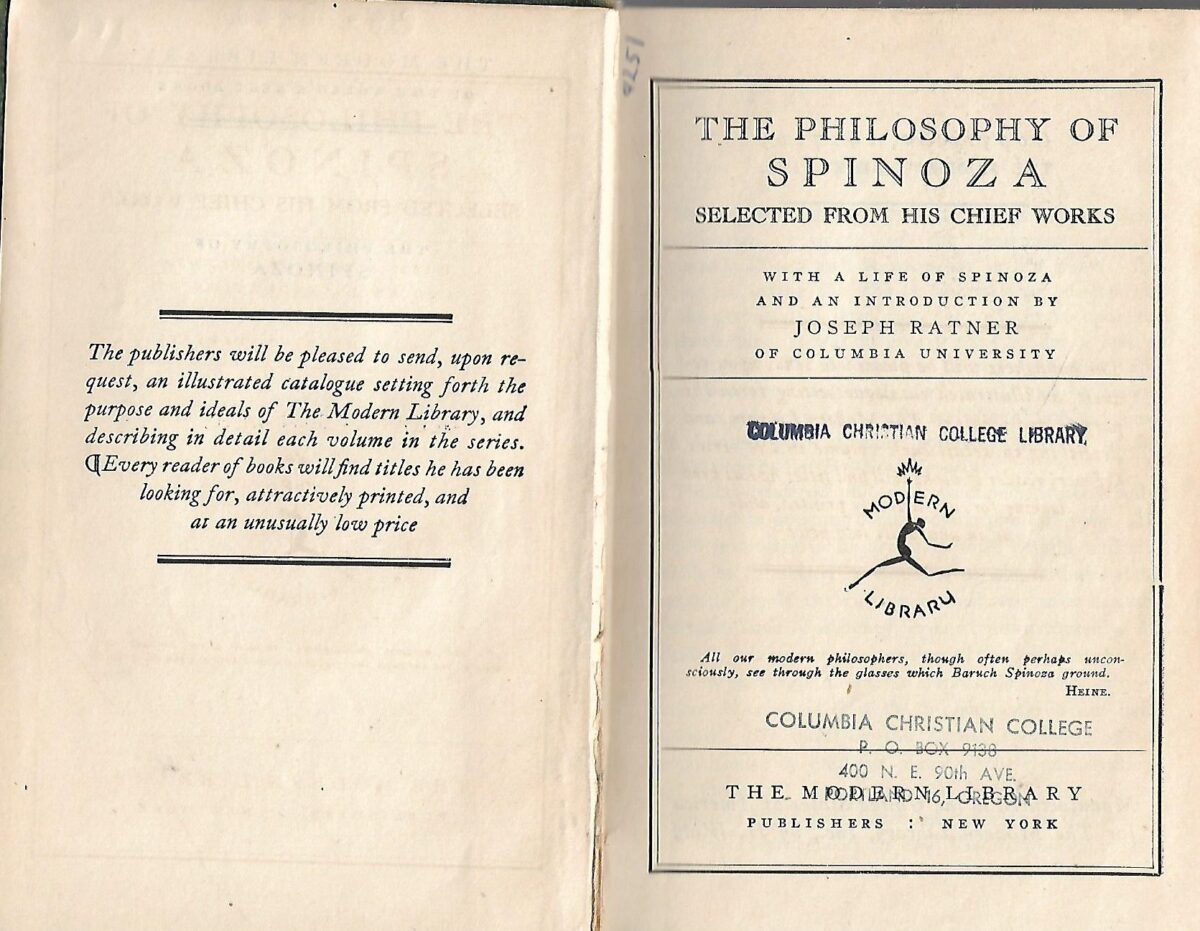 The publishers will be pleased to send, upon re-
quest, an illustrated catalogue setting forth the
purpose and ideals of The Modern Library, and
describing in detail each volume in the series.
¶Every reader of books will find titles he has been
looking for, attractively printed, and
at an unusually low price
THE PHILOSOPHY OF
SPINOZA
SELECTED FROM HIS CHIEF WORKS
WITH A LIFE OF SPINOZA
AND AN INTRODUCTION BY
JOSEPH RATNER
OF COLUMBIA UNIVERSITY
COLUMBIA CHRISTIAN COLLEGE LIBRARY
MODERN
LIBRARY
All our modern philosophers, though often perhaps uncon-
sciously, see through the glasses which Baruch Spinoza ground.
HEINE.
COLUMBIA CHRISTIAN COLLEGE
P. O. BOX 9138
400 N. E. 90th AVE.
PORTLAND 16, OREGON
THE MODERN LIBRARY
PUBLISHERS : NEW YORK